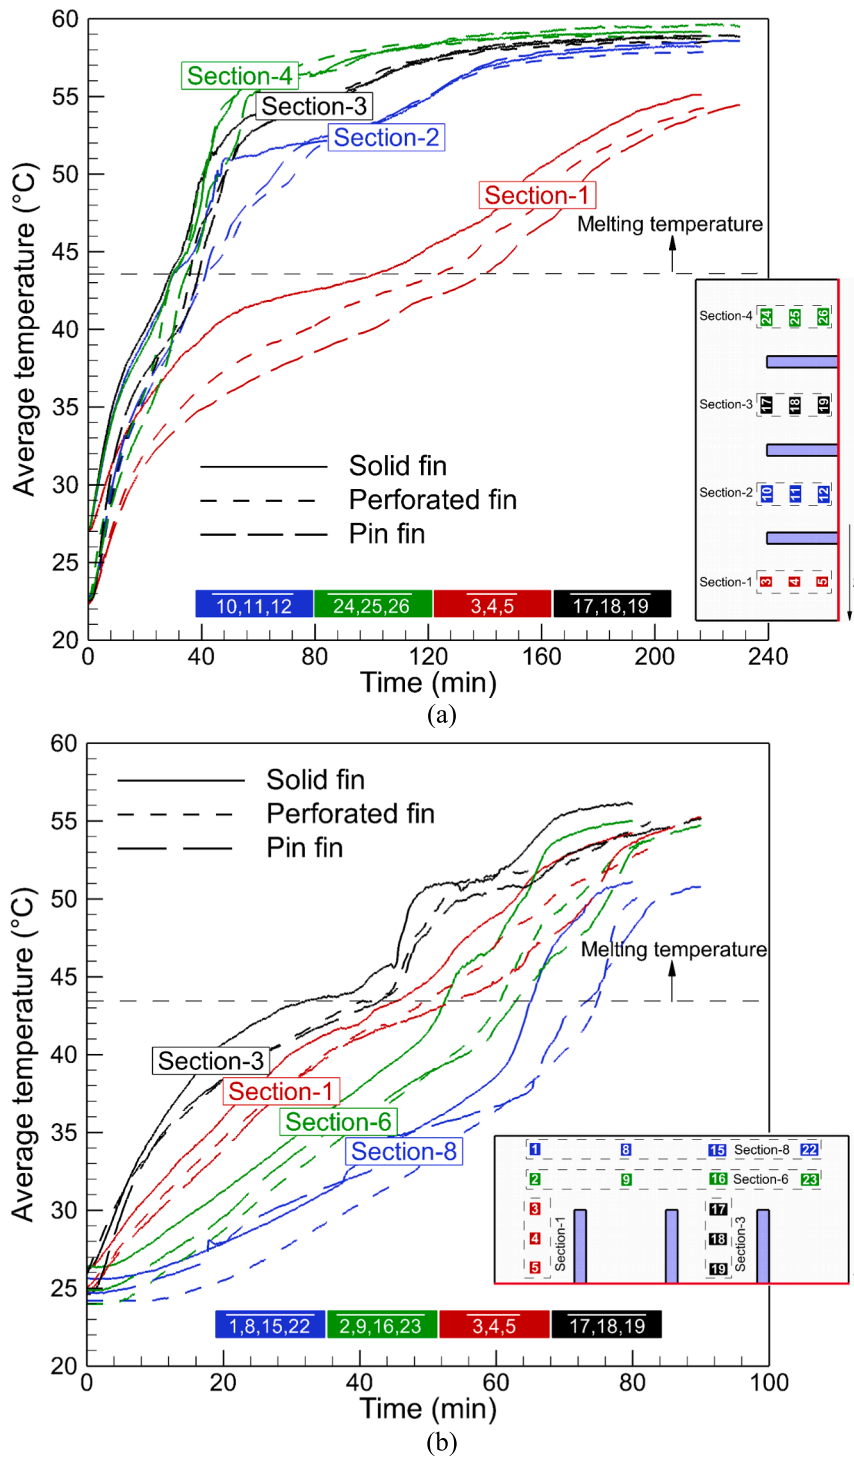 60
55
50
45
40
35
30
25
20
Average temperature (°C)
Section-4
Section-3
Section-2
Section-1
Melting temperature
Solid fin
Perforated fin
Pin fin
10,11,12 24,25,26 3,4,5 17,18,19
Section-4 24 25 26
Section-3 17 18 19
Section-2 10 11 12
Section-1 3 4 5
0 40 80 120 160 200 240
Time (min)
(a)
60
55
50
45
40
35
30
25
20
Average temperature (°C)
Solid fin
Perforated fin
Pin fin
Melting temperature
Section-3
Section-1
Section-6
Section-8
1 8 15 Section-8 22
2 9 16 Section-6 23
3 17
4 18
5 19
Section-1
Section-3
1,8,15,22 2,9,16,23 3,4,5 17,18,19
0 20 40 60 80 100
Time (min)
(b)